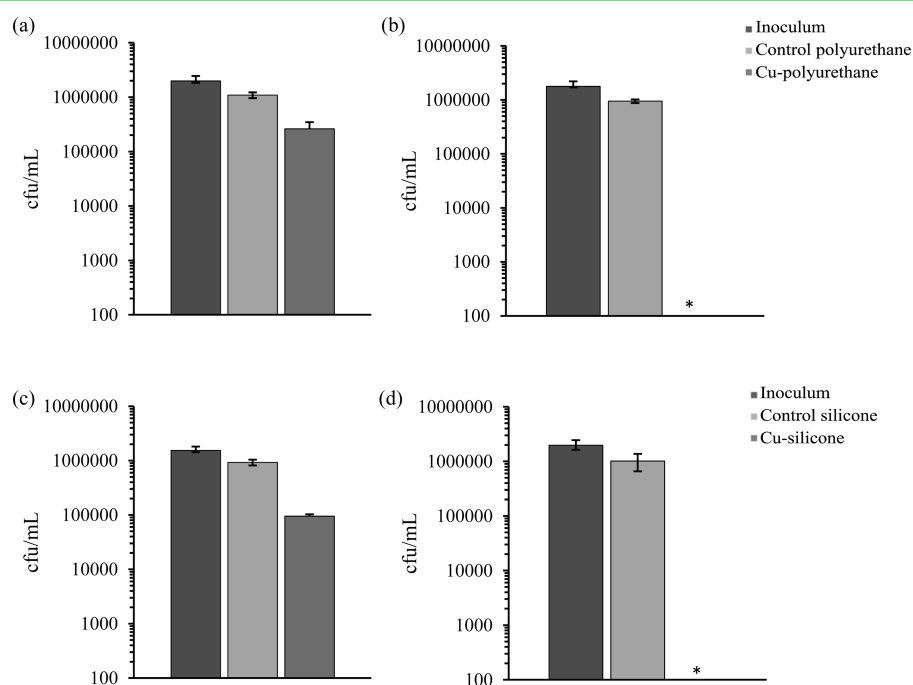 (a)
10000000
1000000
100000
10000
1000
100
cfu/mL
(b)
10000000
1000000
100000
10000
1000
100
cfu/mL
*
Inoculum
Control polyurethane
Cu-polyurethane
(c)
10000000
1000000
100000
10000
1000
100
cfu/mL
(d)
10000000
1000000
100000
10000
1000
100
cfu/mL
*
Inoculum
Control silicone
Cu-silicone